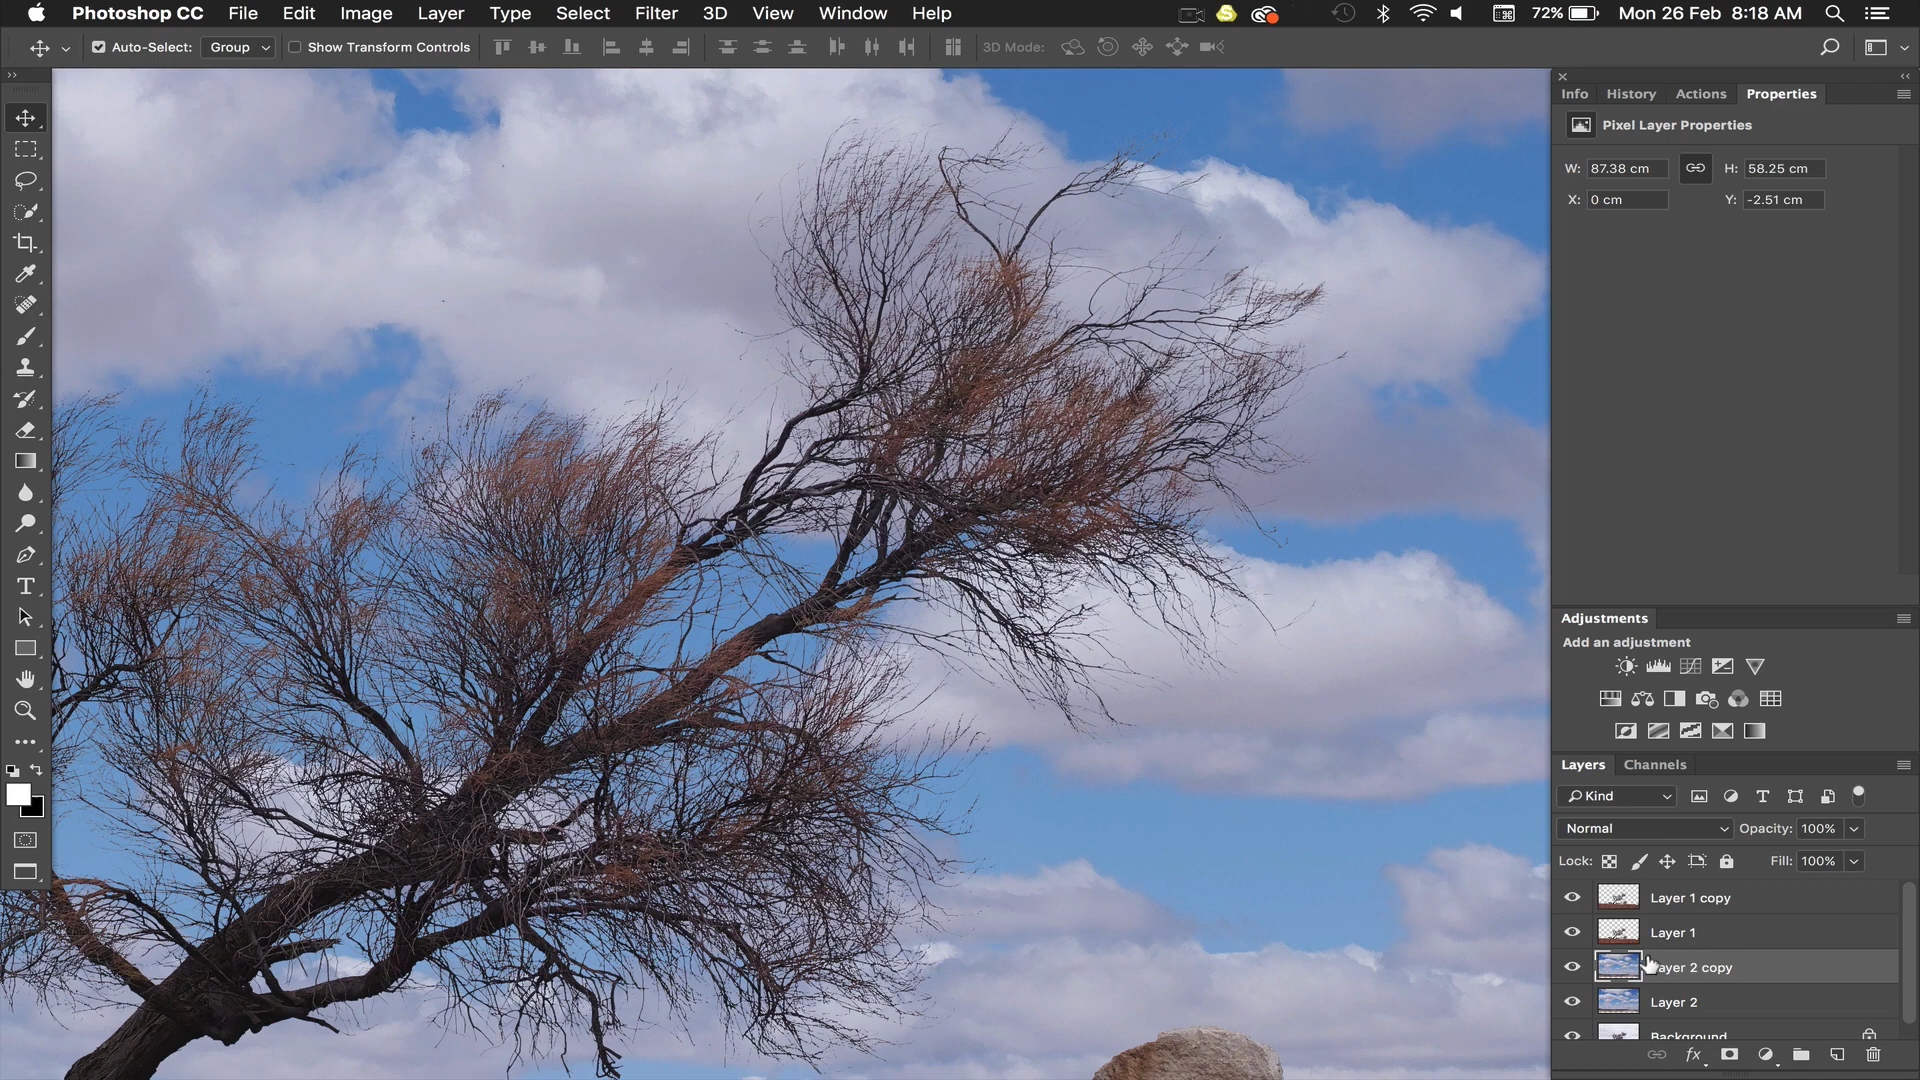 Photoshop CC File Edit Image Layer Type Select Filter 3D View Window Help 72% Mon 26 Feb 8:18 AM
Auto-Select: Group Show Transform Controls 3D Mode:
Info History Actions Properties
Pixel Layer Properties
W: 87.38 cm H: 58.25 cm
X: 0 cm Y: -2.51 cm
Adjustments
Add an adjustment
Layers Channels
Kind
Normal Opacity: 100%
Lock: Fill: 100%
Layer 1 copy
Layer 1
ayer 2 copy
Layer 2
Background
fx